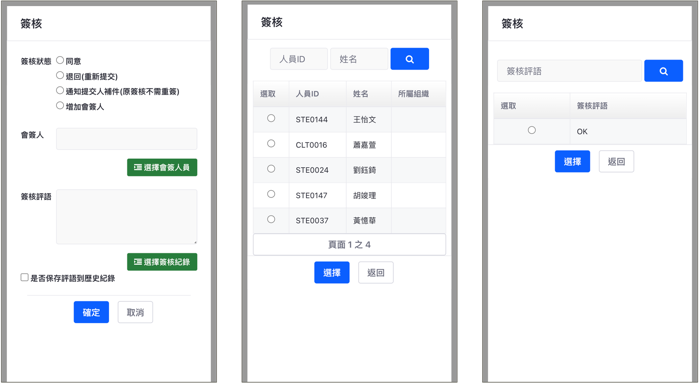 簽核
簽核狀態
同意
退回(重新提交)
通知提交人補件(原簽核不需重簽)
增加會簽人
會簽人
選擇會簽人員
簽核評語
選擇簽核紀錄
是否保存評語到歷史紀錄
確定 取消
簽核
人員ID 姓名
選取 人員ID 姓名 所屬組織
STE0144 王怡文
CLT0016 蕭嘉萱
STE0024 劉鈺錡
STE0147 胡竣理
STE0037 黃憶華
頁面 1 之 4
選擇 返回
簽核
簽核評語
選取 簽核評語
OK
選擇 返回